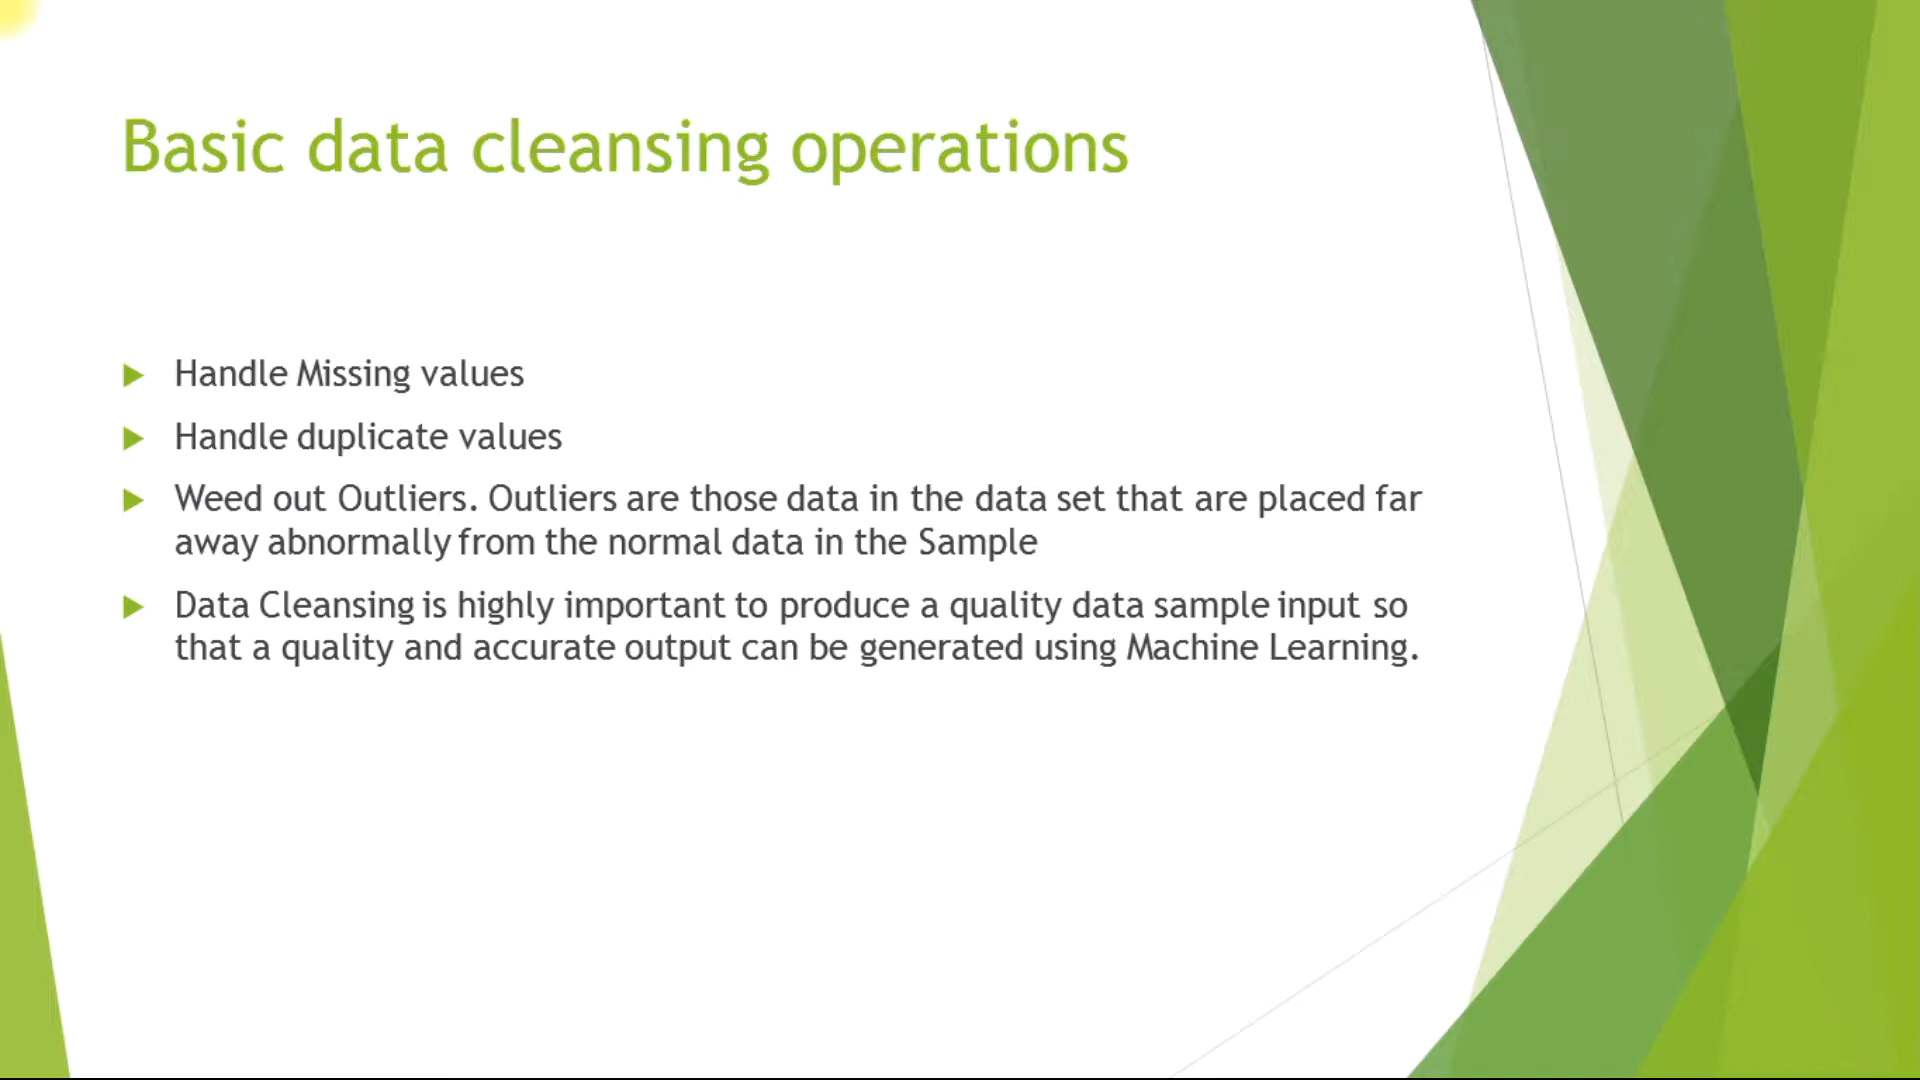 Basic data cleansing operations
Handle Missing values
Handle duplicate values
Weed out Outliers. Outliers are those data in the data set that are placed far
away abnormally from the normal data in the Sample
Data Cleansing is highly important to produce a quality data sample input so
that a quality and accurate output can be generated using Machine Learning.